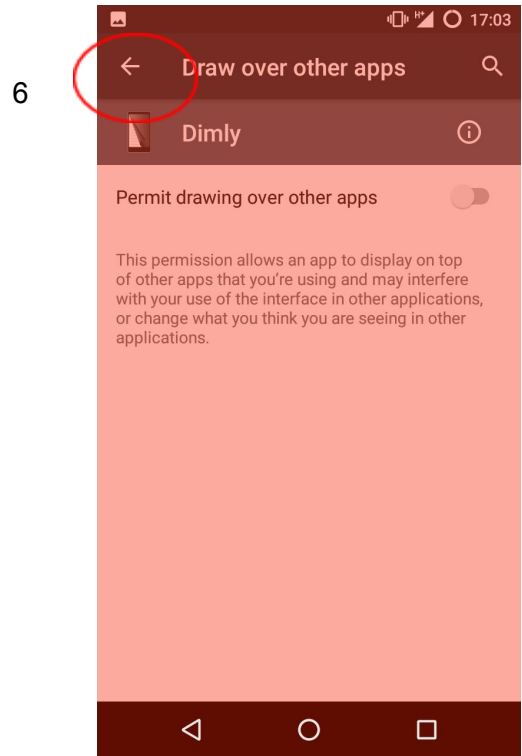 17:03
6
Draw over other apps
Dimly
Permit drawing over other apps
This permission allows an app to display on top
of other apps that you're using and may interfere
with your use of the interface in other applications,
or change what you think you are seeing in other
applications.